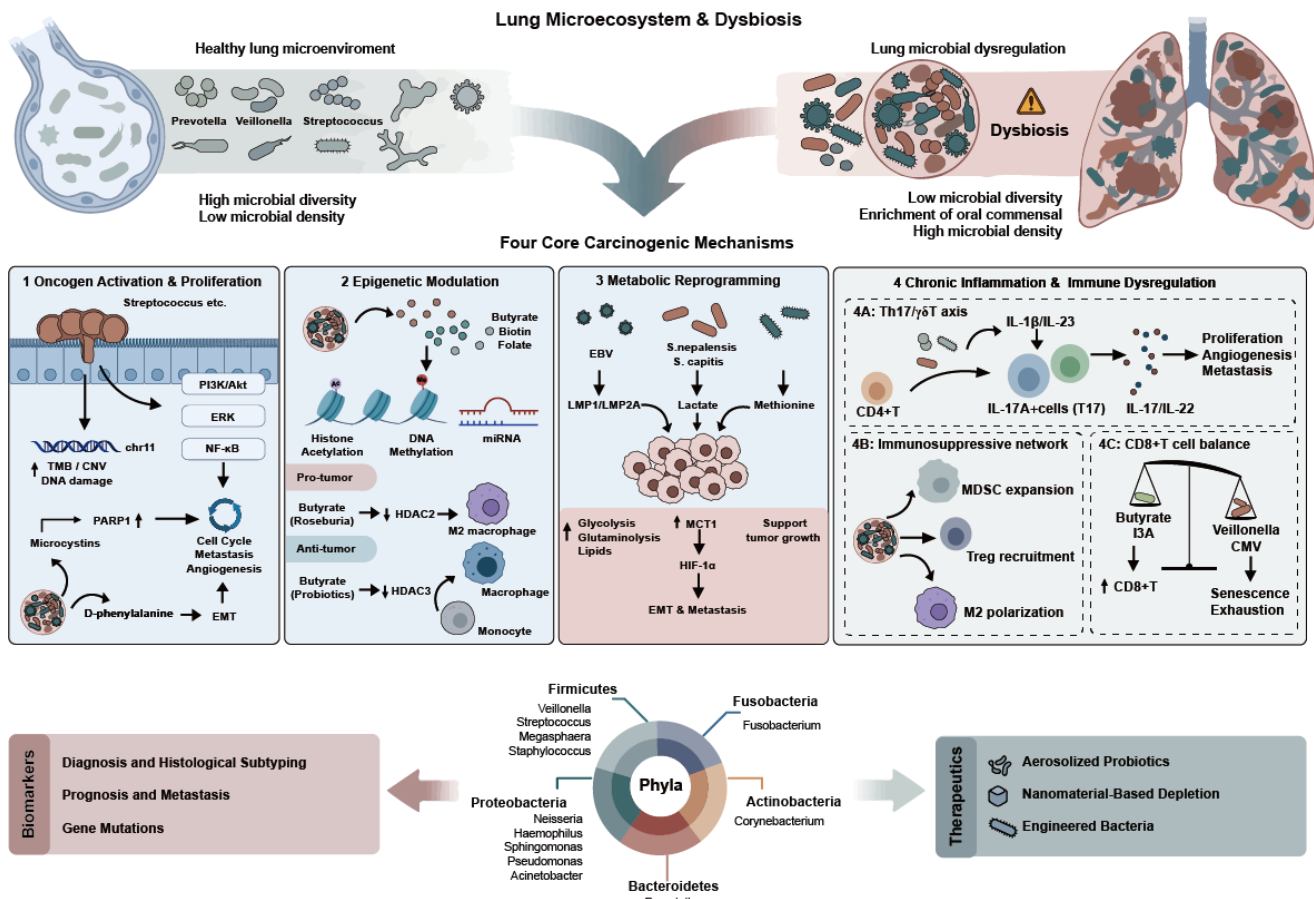 Lung Microecosystem & Dysbiosis
Healthy lung microenviroment
Prevotella
Veillonella
Streptococcus
High microbial diversity
Low microbial density
Lung microbial dysregulation
Dysbiosis
Low microbial diversity
Enrichment of oral commensal
High microbial density
Four Core Carcinogenic Mechanisms
1 Oncogen Activation & Proliferation
Streptococcus etc.
PI3K/Akt
ERK
NF-κB
chr11
TMB / CNV
DNA damage
PARP1
Microcystins
Cell Cycle
Metastasis
Angiogenesis
D-phenylalanine
EMT
2 Epigenetic Modulation
Butyrate
Biotin
Folate
Ac
Me
Histone
Acetylation
DNA
Methylation
miRNA
Pro-tumor
Butyrate
(Roseburia)
HDAC2
M2 macrophage
Anti-tumor
Butyrate
(Probiotics)
HDAC3
Macrophage
Monocyte
3 Metabolic Reprogramming
EBV
S.nepalensis
S. capitis
LMP1/LMP2A
Lactate
Methionine
Glycolysis
Glutaminolysis
Lipids
MCT1
HIF-1α
EMT & Metastasis
Support
tumor growth
4 Chronic Inflammation & Immune Dysregulation
4A: Th17/γδT axis
IL-1β/IL-23
CD4+T
IL-17A+cells (T17)
IL-17/IL-22
Proliferation
Angiogenesis
Metastasis
4B: Immunosuppressive network
MDSC expansion
Treg recruitment
M2 polarization
4C: CD8+T cell balance
Butyrate
I3A
CD8+T
Veillonella
CMV
Senescence
Exhaustion
Biomarkers
Diagnosis and Histological Subtyping
Prognosis and Metastasis
Gene Mutations
Phyla
Firmicutes
Veillonella
Streptococcus
Megasphaera
Staphylococcus
Fusobacteria
Fusobacterium
Proteobacteria
Neisseria
Haemophilus
Sphingomonas
Pseudomonas
Acinetobacter
Actinobacteria
Corynebacterium
Bacteroidetes
Therapeutics
Aerosolized Probiotics
Nanomaterial-Based Depletion
Engineered Bacteria